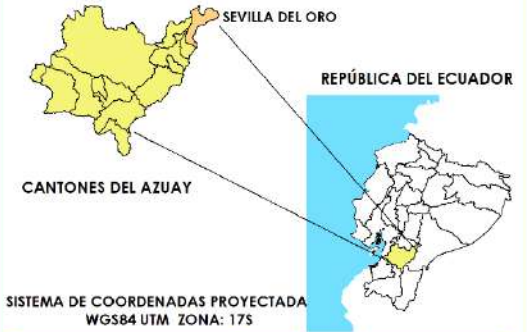 SEVILLA DEL ORO
REPÚBLICA DEL ECUADOR
CANTONES DEL AZUAY
SISTEMA DE COORDENADAS PROYECTADA
WGS84 UTM ZONA: 17S